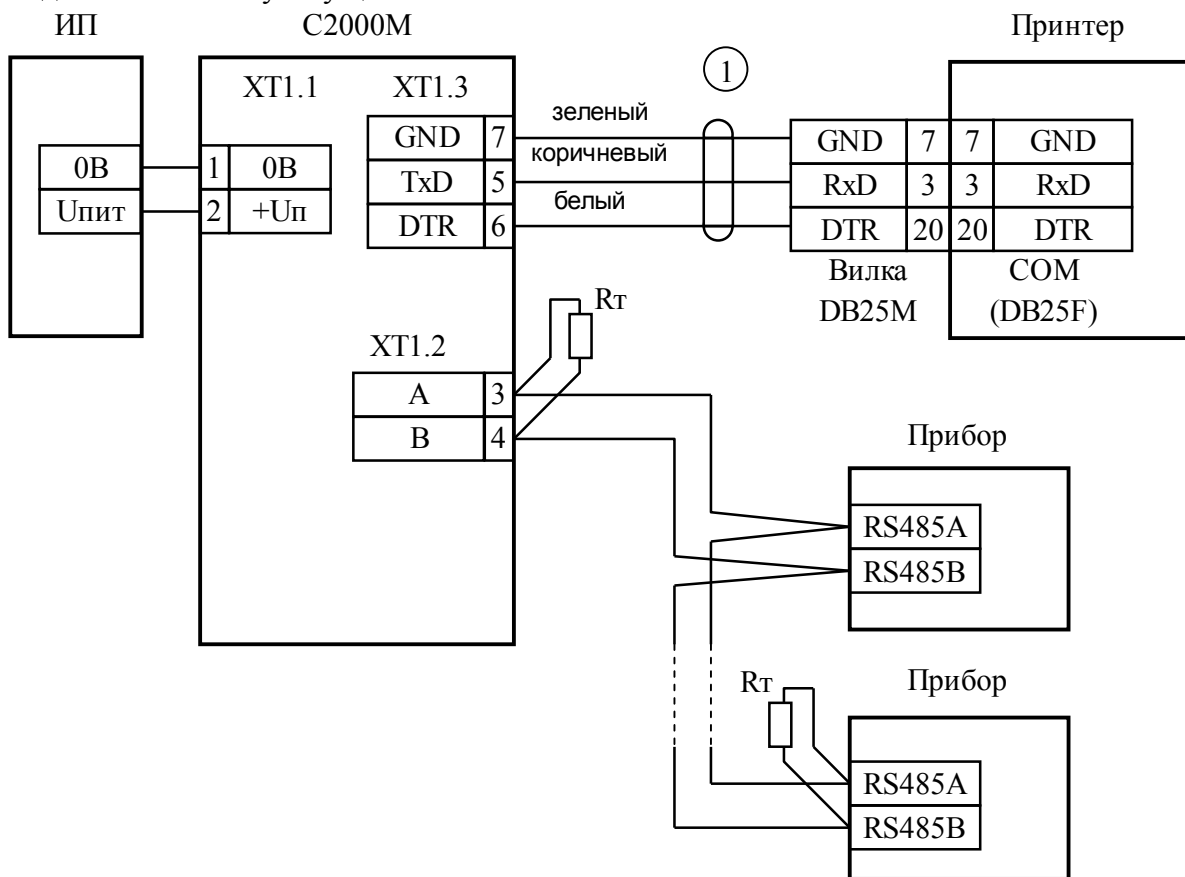 ИП
С2000М
Принтер
ХТ1.1
ХТ1.3
1
0В
Uпит
1
0В
2
+Uп
GND
7
TxD
5
DTR
6
зеленый
коричневый
белый
GND
7
7
GND
RxD
3
3
RxD
DTR
20
20
DTR
Вилка
DB25M
COM
(DB25F)
Rт
ХТ1.2
A
3
B
4
Прибор
RS485A
RS485B
Rт
Прибор
RS485A
RS485B